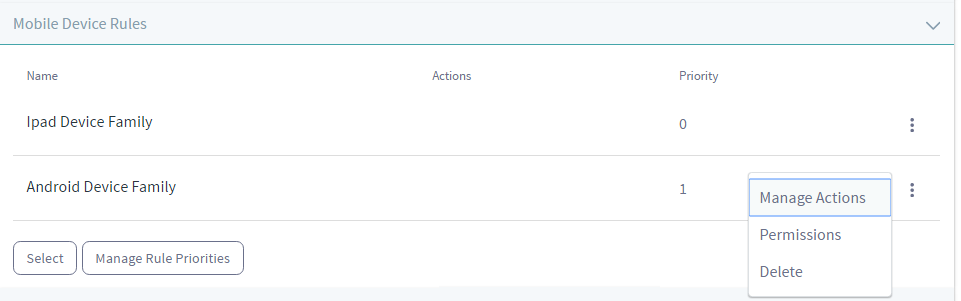 Mobile Device Rules
Name Actions Priority
Ipad Device Family 0
Android Device Family 1
Manage Actions
Permissions
Delete
Select Manage Rule Priorities